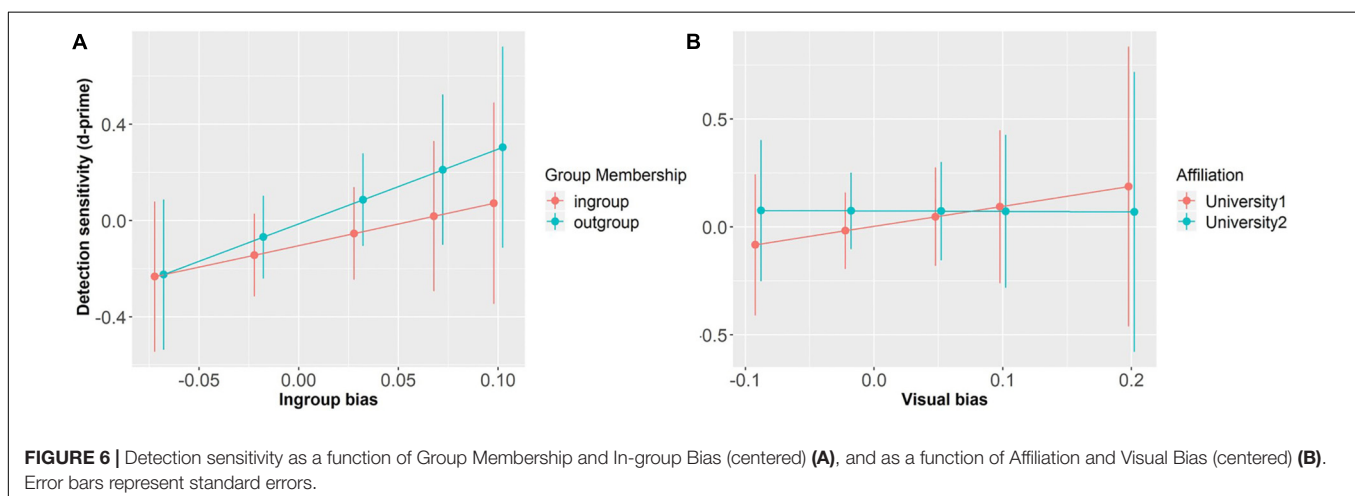 A
Detection sensitivity (d-prime)
0.4
0.0
-0.4
-0.05 0.00 0.05 0.10
Ingroup bias
Group Membership
ingroup
outgroup
B
0.5
0.0
.0.5
-0.1 0.0 0.1 0.2
Visual bias
Affiliation
University1
University2
FIGURE 6 | Detection sensitivity as a function of Group Membership and In-group Bias (centered) (A), and as a function of Affiliation and Visual Bias (centered) (B).
Error bars represent standard errors.